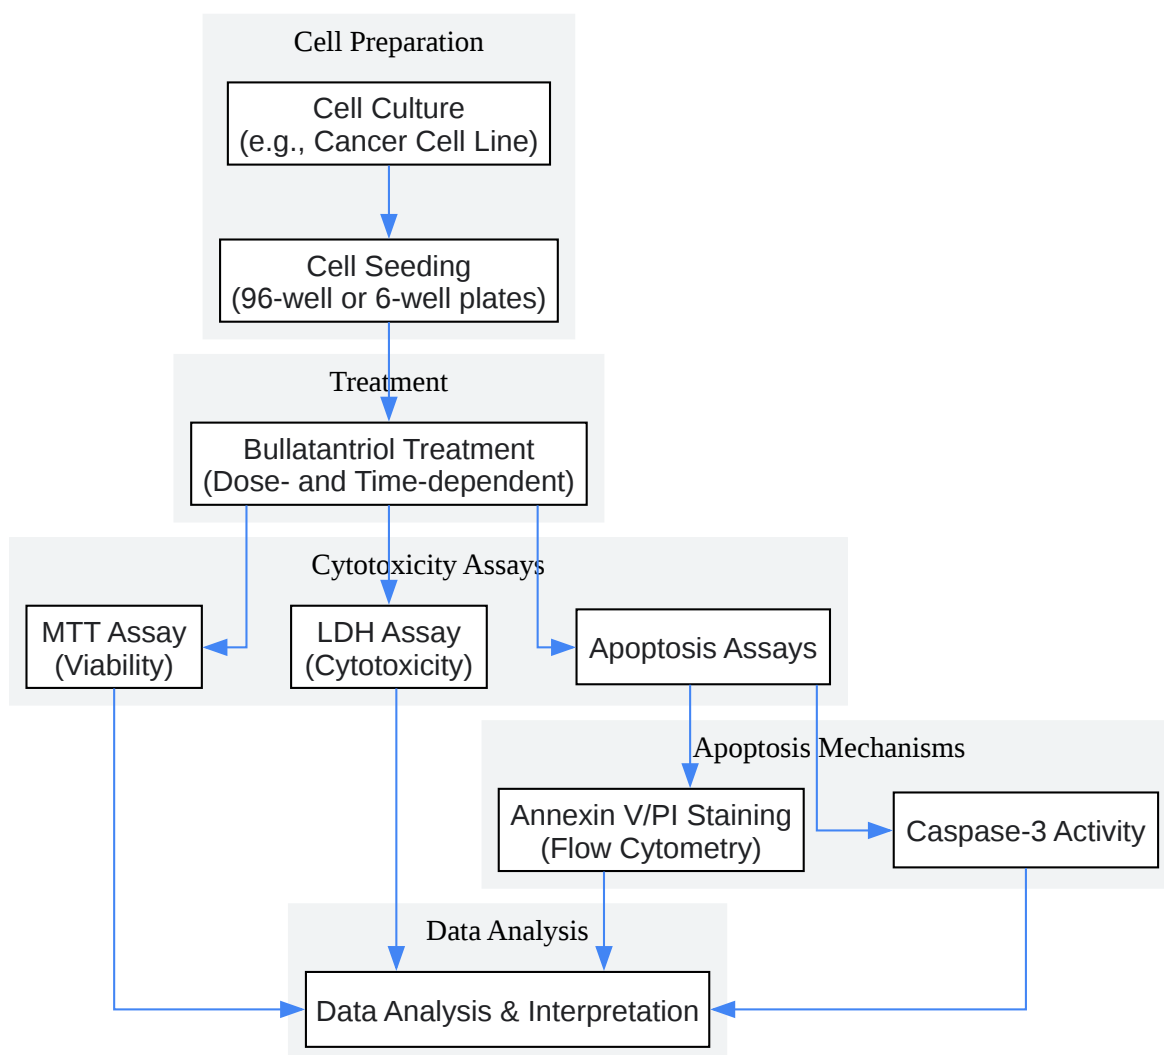 Cell Preparation
Cell Culture
(e.g., Cancer Cell Line)
Cell Seeding
(96-well or 6-well plates)
Treatment
Bullatantriol Treatment
(Dose- and Time-dependent)
Cytotoxicity Assays
MTT Assay
(Viability)
LDH Assay
(Cytotoxicity)
Apoptosis Assays
Apoptosis Mechanisms
Annexin V/PI Staining
(Flow Cytometry)
Caspase-3 Activity
Data Analysis
Data Analysis & Interpretation